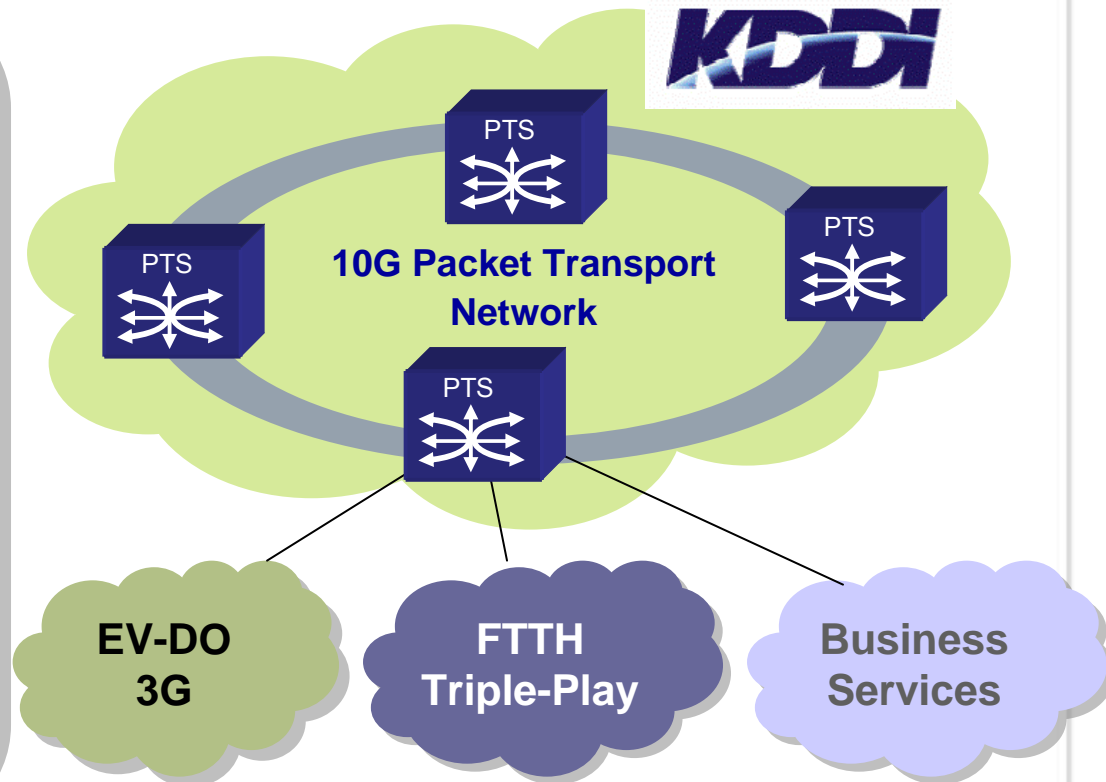 KDDI
PTS
PTS
PTS
10G Packet Transport
Network
PTS
EV-DO
3G
FTTH
Triple-Play
Business
Services